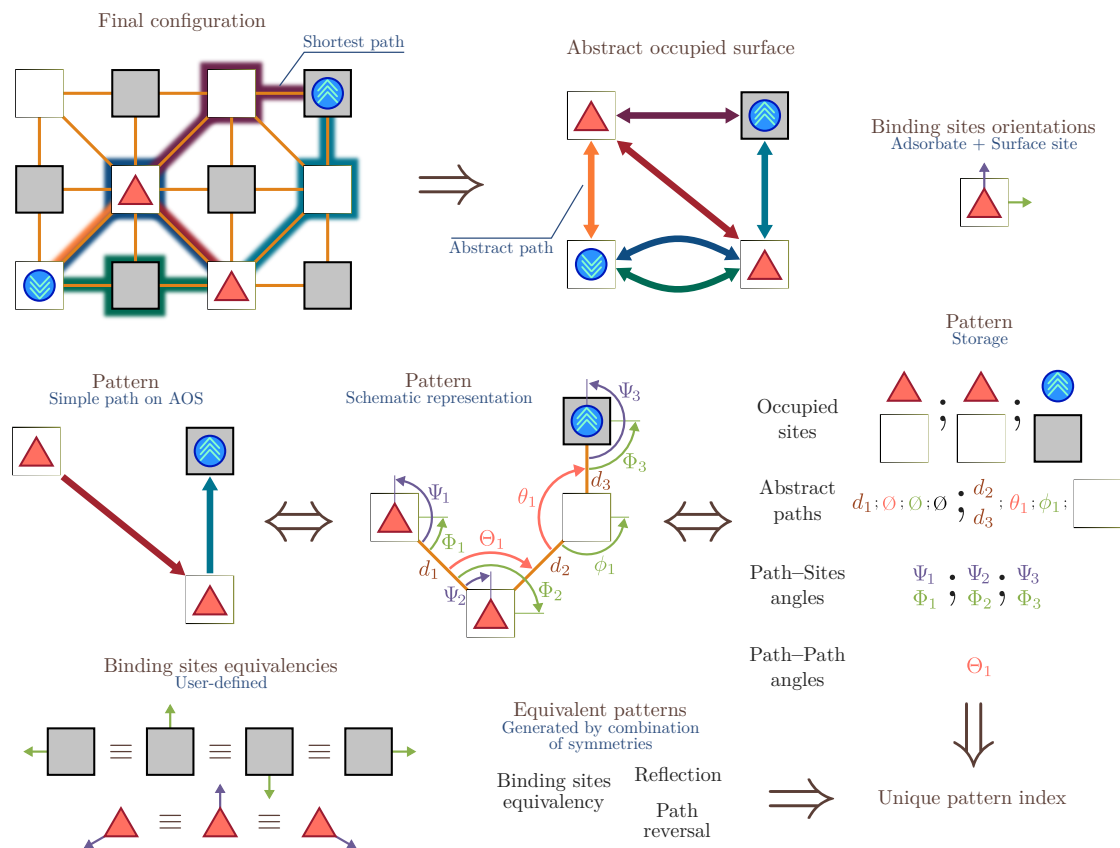 Final configuration
Shortest path
Abstract occupied surface
Abstract path
Binding sites orientations
Adsorbate + Surface site
Pattern
Simple path on AOS
Pattern
Schematic representation
Ψ₁
Φ₁
d₁
Θ₁
Ψ₂
Φ₂
d₂
θ₁
ϕ₁
d₃
Ψ₃
Φ₃
Pattern
Storage
Occupied
sites
; ;
Abstract
paths
d₁ ; Ø ; Ø ; Ø ; d₂ d₃ ; θ₁ ; ϕ₁ ;
Path–Sites
angles
Ψ₁ ; Ψ₂ ; Ψ₃
Φ₁ ; Φ₂ ; Φ₃
Path–Path
angles
Θ₁
Unique pattern index
Binding sites equivalencies
User-defined
≡ ≡ ≡
≡ ≡
Equivalent patterns
Generated by combination
of symmetries
Binding sites
equivalency
Reflection
Path
reversal